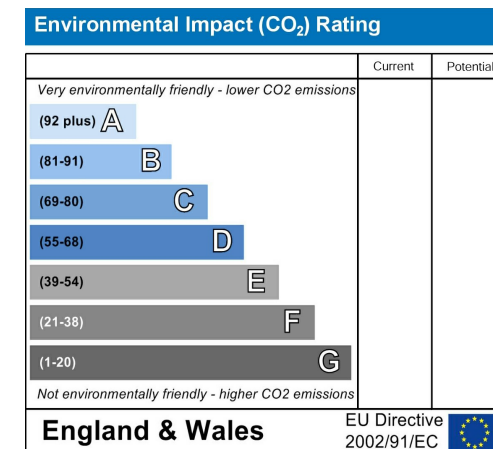 Environmental Impact (CO₂) Rating
Current Potential
Very environmentally friendly - lower CO2 emissions
(92 plus) A
(81-91) B
(69-80) C
(55-68) D
(39-54) E
(21-38) F
(1-20) G
Not environmentally friendly - higher CO2 emissions
England & Wales
EU Directive
2002/91/EC